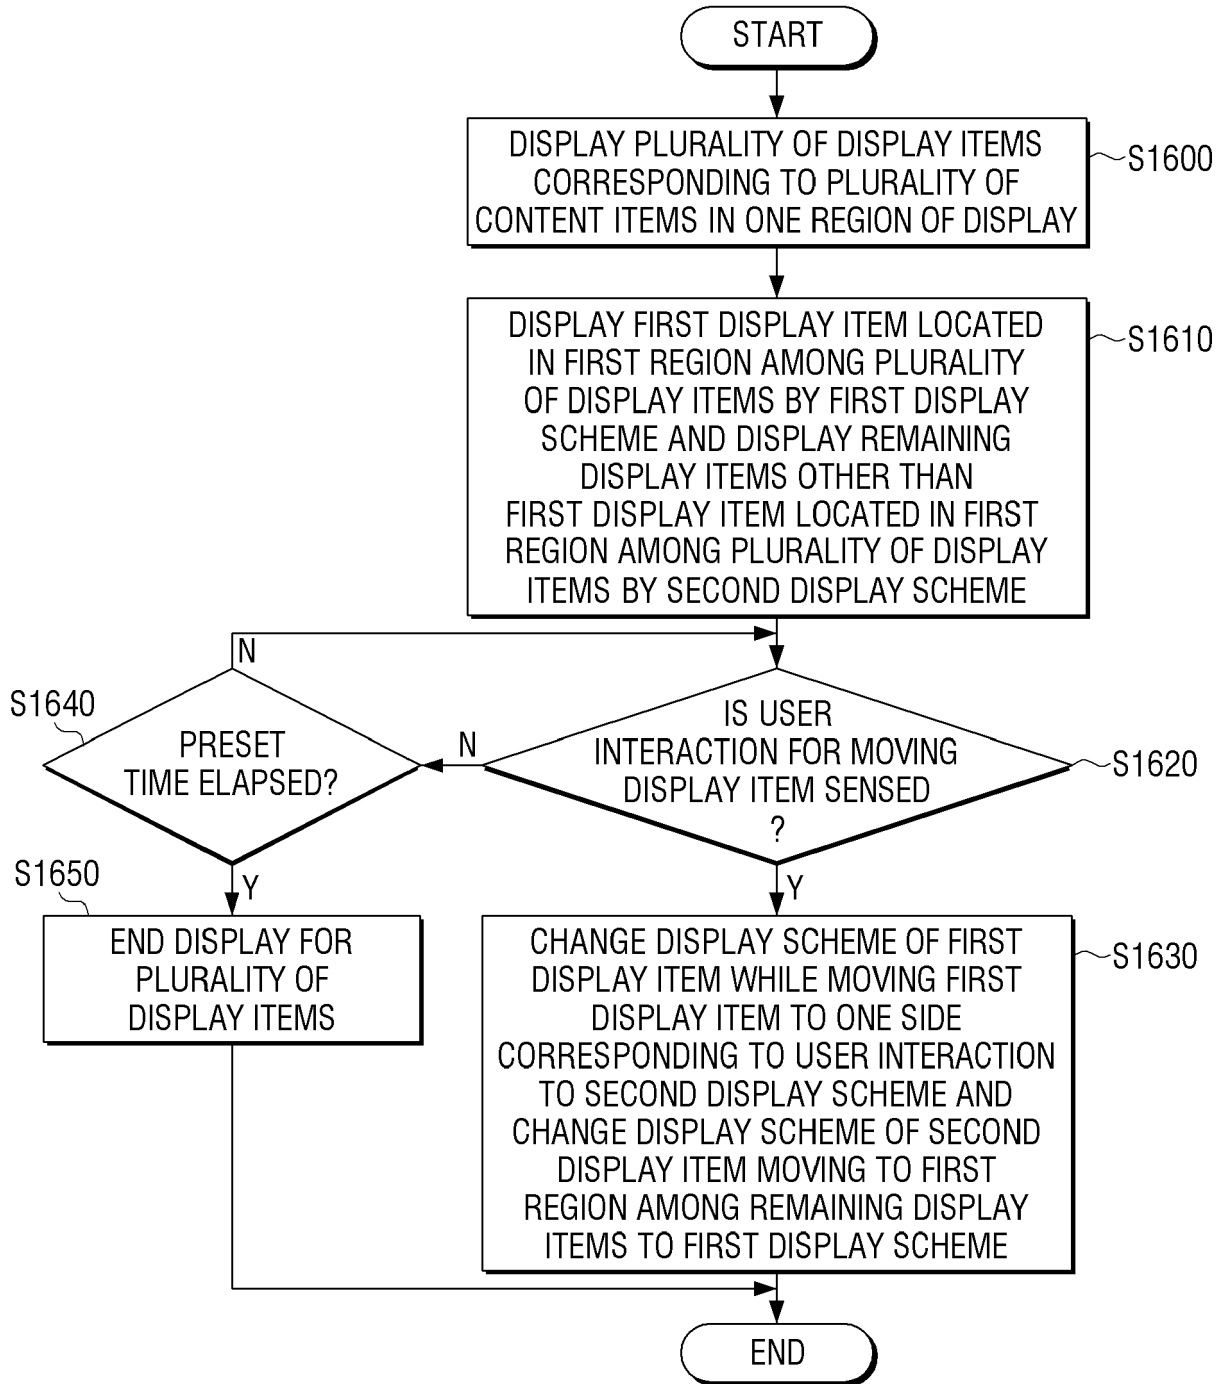 START
DISPLAY PLURALITY OF DISPLAY ITEMS
CORRESPONDING TO PLURALITY OF
CONTENT ITEMS IN ONE REGION OF DISPLAY
S1600
DISPLAY FIRST DISPLAY ITEM LOCATED
IN FIRST REGION AMONG PLURALITY
OF DISPLAY ITEMS BY FIRST DISPLAY
SCHEME AND DISPLAY REMAINING
DISPLAY ITEMS OTHER THAN
FIRST DISPLAY ITEM LOCATED IN FIRST
REGION AMONG PLURALITY OF DISPLAY
ITEMS BY SECOND DISPLAY SCHEME
S1610
IS USER
INTERACTION FOR MOVING
DISPLAY ITEM SENSED
?
S1620
N
Y
S1640
PRESET
TIME ELAPSED?
N
Y
S1650
END DISPLAY FOR
PLURALITY OF
DISPLAY ITEMS
CHANGE DISPLAY SCHEME OF FIRST
DISPLAY ITEM WHILE MOVING FIRST
DISPLAY ITEM TO ONE SIDE
CORRESPONDING TO USER INTERACTION
TO SECOND DISPLAY SCHEME AND
CHANGE DISPLAY SCHEME OF SECOND
DISPLAY ITEM MOVING TO FIRST
REGION AMONG REMAINING DISPLAY
ITEMS TO FIRST DISPLAY SCHEME
S1630
END